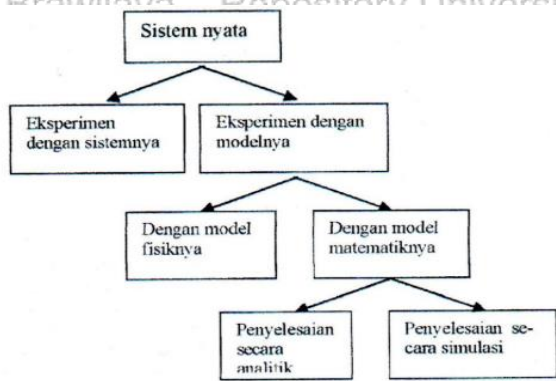 Sistem nyata
Eksperimen
dengan sistemnya
Eksperimen dengan
modelnya
Dengan model
fisiknya
Dengan model
matematiknya
Penyelesaian
secara
analitik
Penyelesaian se-
cara simulasi